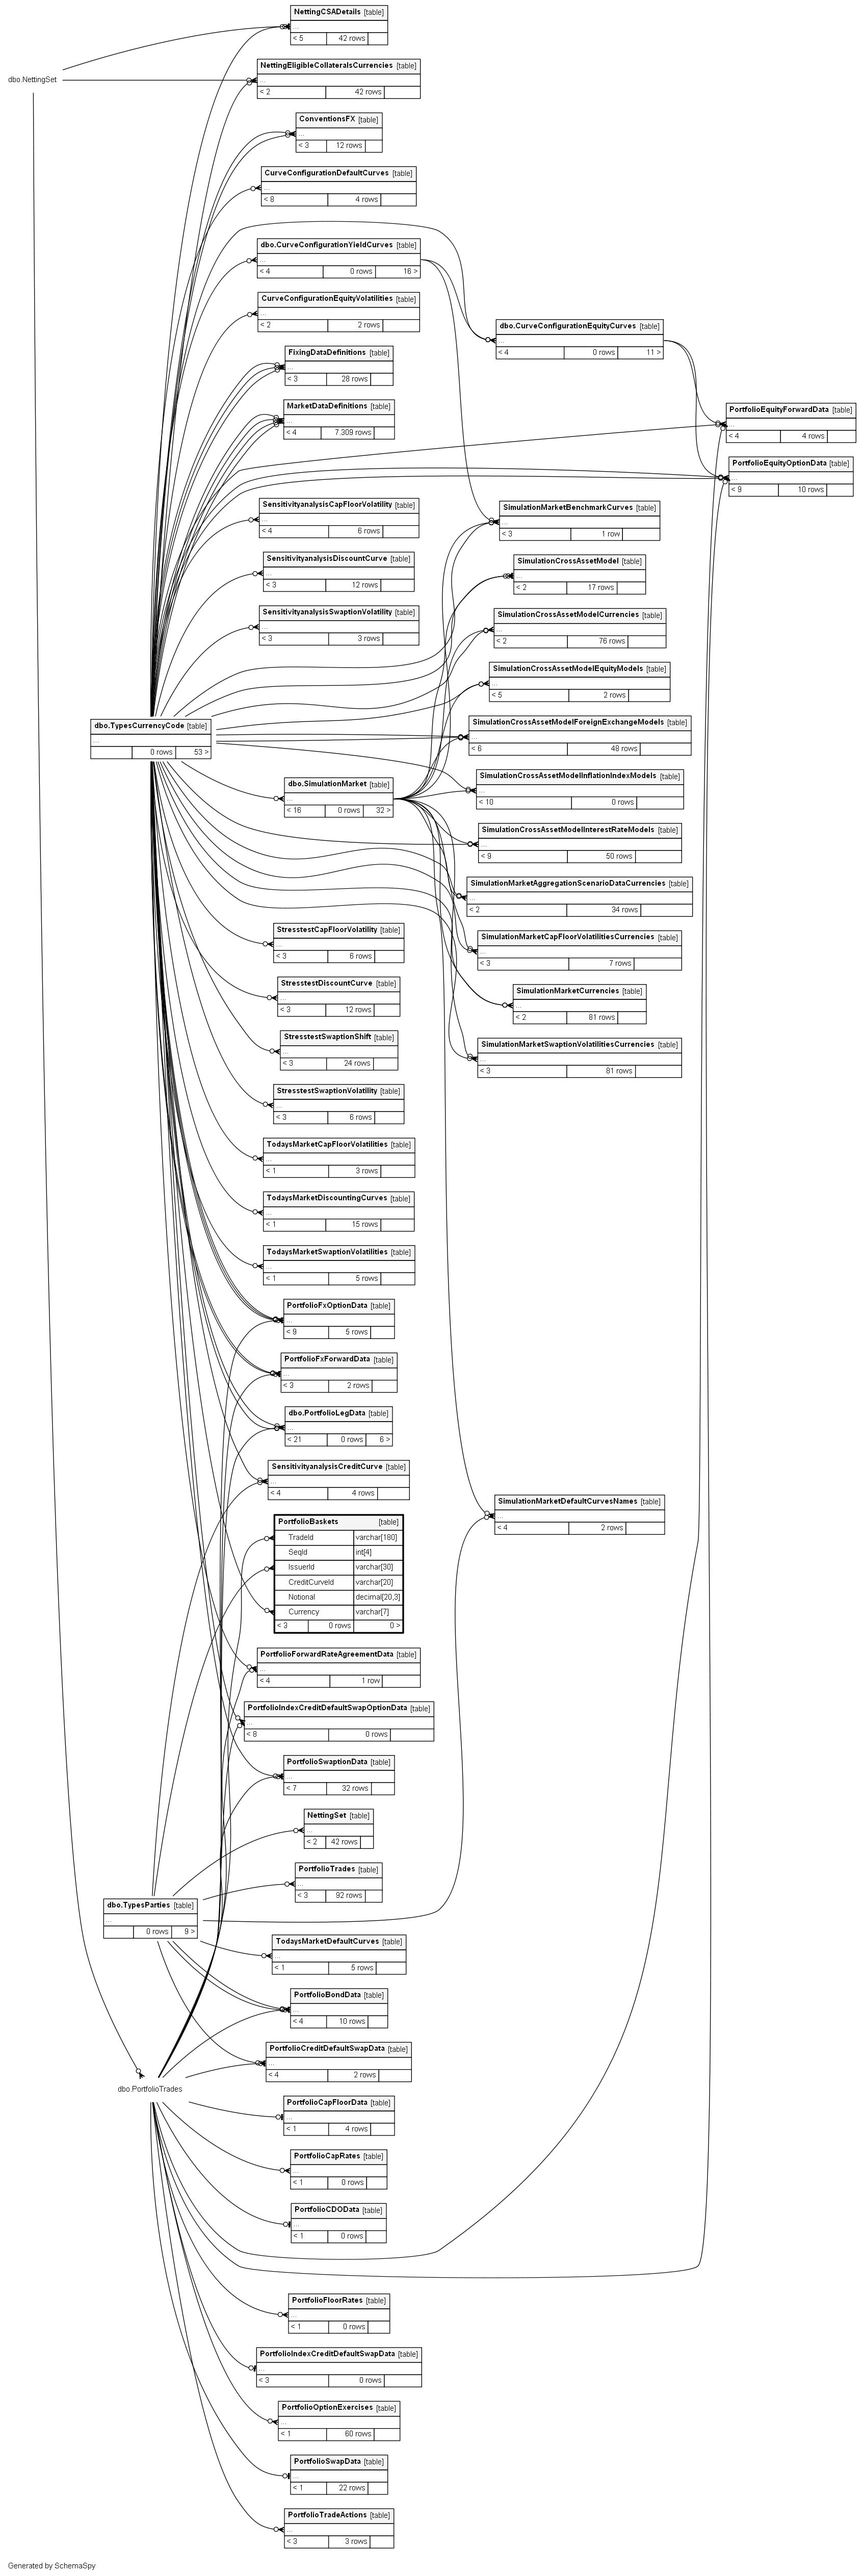 NettingCSADetails [table]
...
< 5 42 rows
dbo.NettingSet
NettingEligibleCollateralsCurrencies [table]
...
< 2 42 rows
ConventionsFX [table]
...
< 3 12 rows
CurveConfigurationDefaultCurves [table]
...
< 8 4 rows
dbo.CurveConfigurationYieldCurves [table]
...
< 4 0 rows 16 >
CurveConfigurationEquityVolatilities [table]
...
< 2 2 rows
dbo.CurveConfigurationEquityCurves [table]
...
< 4 0 rows 11 >
FixingDataDefinitions [table]
...
< 3 28 rows
MarketDataDefinitions [table]
...
< 4 7.309 rows
PortfolioEquityForwardData [table]
...
< 4 4 rows
PortfolioEquityOptionData [table]
...
< 9 10 rows
SensitivityanalysisCapFloorVolatility [table]
...
< 4 6 rows
SimulationMarketBenchmarkCurves [table]
...
< 3 1 row
SensitivityanalysisDiscountCurve [table]
...
< 3 12 rows
SimulationCrossAssetModel [table]
...
< 2 17 rows
SensitivityanalysisSwaptionVolatility [table]
...
< 3 3 rows
SimulationCrossAssetModelCurrencies [table]
...
< 2 76 rows
SimulationCrossAssetModelEquityModels [table]
...
< 5 2 rows
dbo.TypesCurrencyCode [table]
...
0 rows 53 >
SimulationCrossAssetModelForeignExchangeModels [table]
...
< 6 48 rows
dbo.SimulationMarket [table]
...
< 16 0 rows 32 >
SimulationCrossAssetModelInflationIndexModels [table]
...
< 10 0 rows
SimulationCrossAssetModelInterestRateModels [table]
...
< 9 50 rows
SimulationMarketAggregationScenarioDataCurrencies [table]
...
< 2 34 rows
StresstestCapFloorVolatility [table]
...
< 3 6 rows
SimulationMarketCapFloorVolatilitiesCurrencies [table]
...
< 3 7 rows
StresstestDiscountCurve [table]
...
< 3 12 rows
SimulationMarketCurrencies [table]
...
< 2 81 rows
StresstestSwaptionShift [table]
...
< 3 24 rows
SimulationMarketSwaptionVolatilitiesCurrencies [table]
...
< 3 81 rows
StresstestSwaptionVolatility [table]
...
< 3 6 rows
TodaysMarketCapFloorVolatilities [table]
...
< 1 3 rows
TodaysMarketDiscountingCurves [table]
...
< 1 15 rows
TodaysMarketSwaptionVolatilities [table]
...
< 1 5 rows
PortfolioFxOptionData [table]
...
< 9 5 rows
PortfolioFxForwardData [table]
...
< 3 2 rows
dbo.PortfolioLegData [table]
...
< 21 0 rows 6 >
SensitivityanalysisCreditCurve [table]
...
< 4 4 rows
SimulationMarketDefaultCurvesNames [table]
...
< 4 2 rows
PortfolioBaskets [table]
TradeId varchar[180]
SeqId int[4]
IssuerId varchar[30]
CreditCurveId varchar[20]
Notional decimal[20,3]
Currency varchar[7]
< 3 0 rows 0 >
PortfolioForwardRateAgreementData [table]
...
< 4 1 row
PortfolioIndexCreditDefaultSwapOptionData [table]
...
< 8 0 rows
PortfolioSwaptionData [table]
...
< 7 32 rows
NettingSet [table]
...
< 2 42 rows
PortfolioTrades [table]
...
< 3 92 rows
dbo.TypesParties [table]
...
0 rows 9 >
TodaysMarketDefaultCurves [table]
...
< 1 5 rows
PortfolioBondData [table]
...
< 4 10 rows
PortfolioCreditDefaultSwapData [table]
...
< 4 2 rows
dbo.PortfolioTrades
PortfolioCapFloorData [table]
...
< 1 4 rows
PortfolioCapRates [table]
...
< 1 0 rows
PortfolioCDOData [table]
...
< 1 0 rows
PortfolioFloorRates [table]
...
< 1 0 rows
PortfolioIndexCreditDefaultSwapData [table]
...
< 3 0 rows
PortfolioOptionExercises [table]
...
< 1 60 rows
PortfolioSwapData [table]
...
< 1 22 rows
PortfolioTradeActions [table]
...
< 3 3 rows
Generated by SchemaSpy